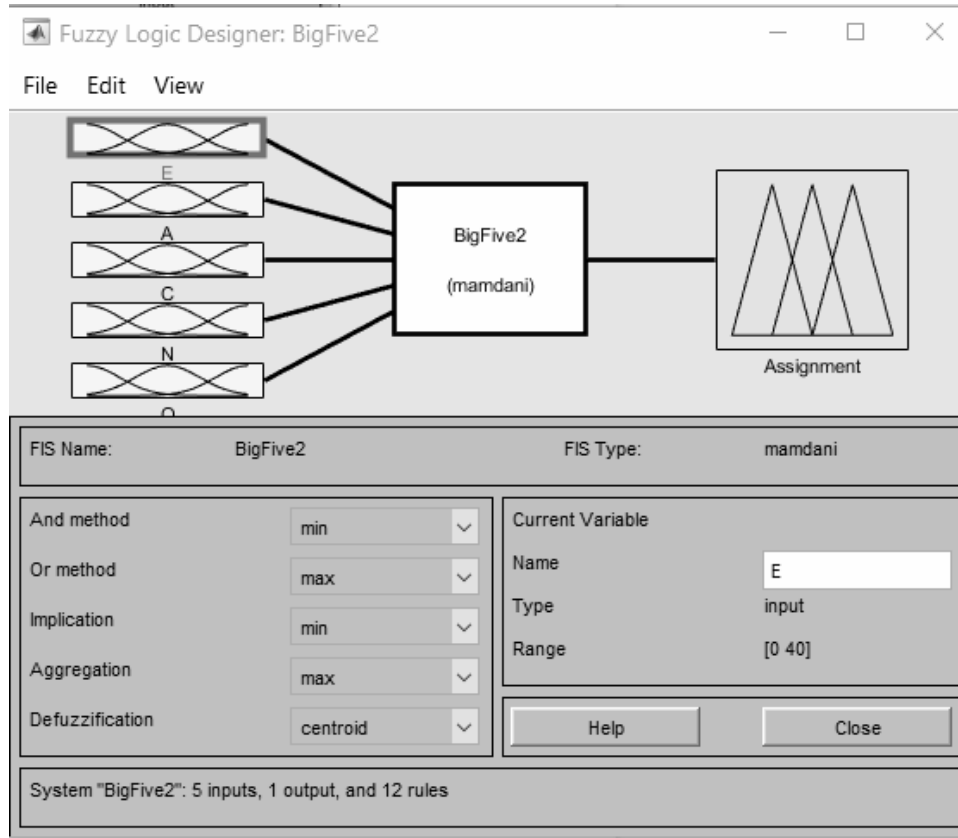 Fuzzy Logic Designer: BigFive2
File Edit View
E
A
C
N
BigFive2
(mamdani)
Assignment
FIS Name: BigFive2 FIS Type: mamdani
And method min
Or method max
Implication min
Aggregation max
Defuzzification centroid
Current Variable
Name E
Type input
Range [0 40]
Help Close
System "BigFive2": 5 inputs, 1 output, and 12 rules